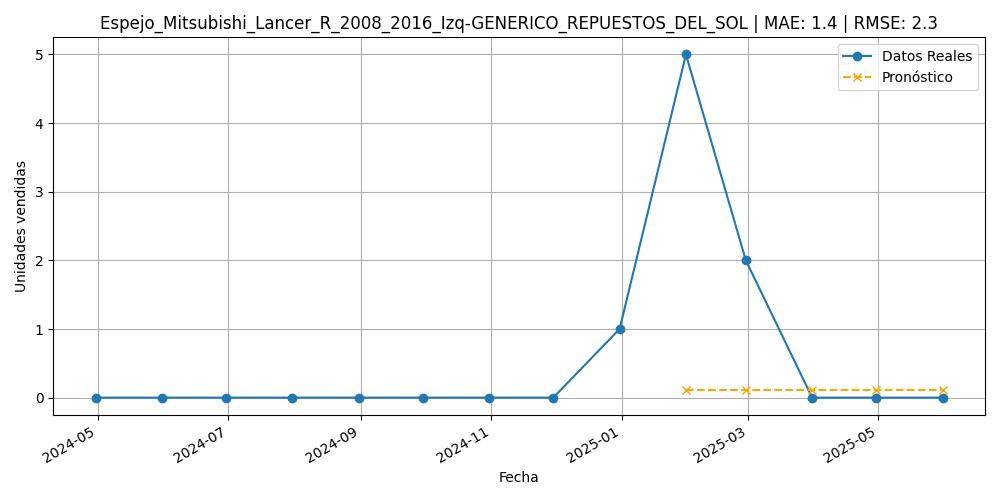 Espejo_Mitsubishi_Lancer_R_2008_2016_Izq-GENERICO_REPUESTOS_DEL_SOL | MAE: 1.4 | RMSE: 2.3
Datos Reales
Pronóstico
Unidades vendidas
5
4
3
2
1
0
2024-05
2024-07
2024-09
2024-11
2025-01
2025-03
2025-05
Fecha